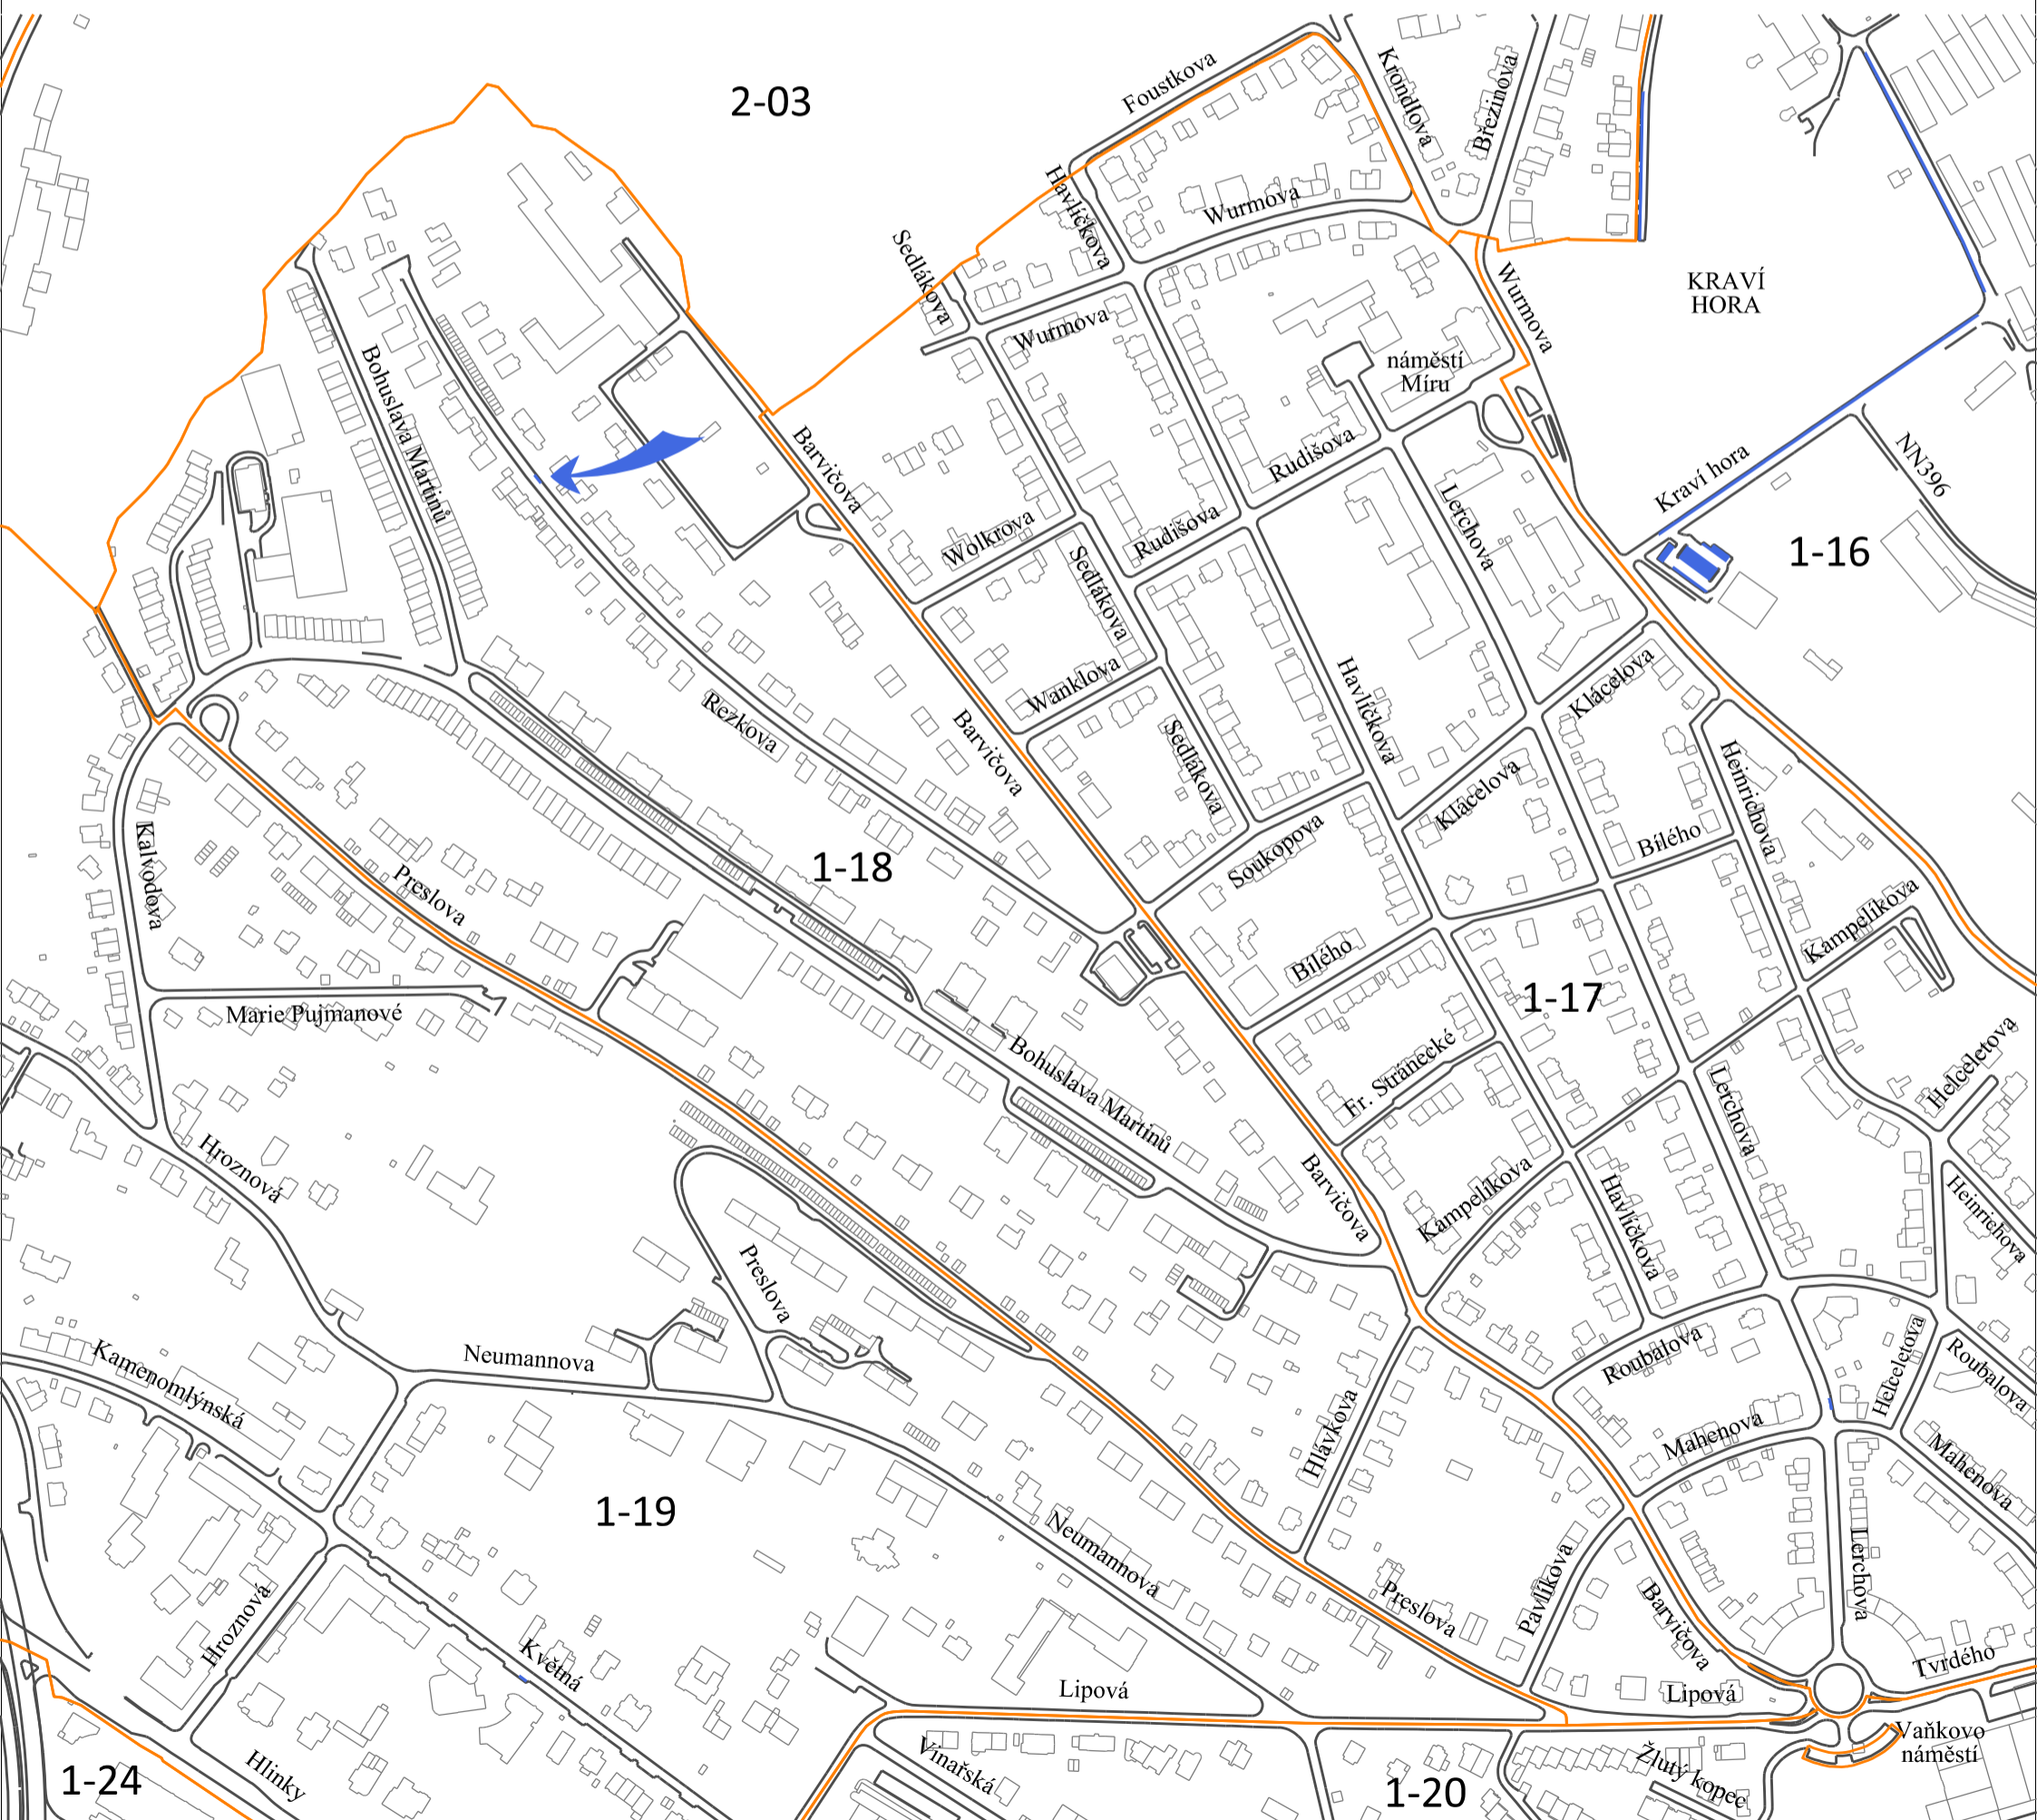 2-03
Foustkova
Krondlova
Březinova
Havlíčkova
Wurmova
Sedlákova
Wurmova
KRAVÍ
HORA
Wurmova
náměstí
Míru
Bohuslava Martinů
Barvičova
Rudišova
Lerchova
Kraví hora
NN396
1-16
Wolkrova
Rudišova
Sedlákova
Wanklova
Havlíčkova
Klácelova
Rezkova
Barvičova
Sedlákova
Klácelova
Heinrichova
Bílého
Soukopova
1-18
Kalvodova
Preslova
Kampelíkova
Bílého
1-17
Marie Pujmanové
Bohuslava Martinů
Fr. Stránecké
Lerchova
Helceletova
Hroznová
Barvičova
Kampelíkova
Havlíčkova
Heinrichova
Preslova
Neumannova
Kamenomlýnská
Roubalova
Helceletova
Roubalova
Hlávkova
Mahenova
Mahenova
1-19
Neumannova
Lerchova
Preslova
Pavlíkova
Barvičova
Hroznová
Květná
Lipová
Lipová
Tvrdého
Vaňkovo
náměstí
Vinařská
Žlutý kopec
Hlinky
1-24
1-20